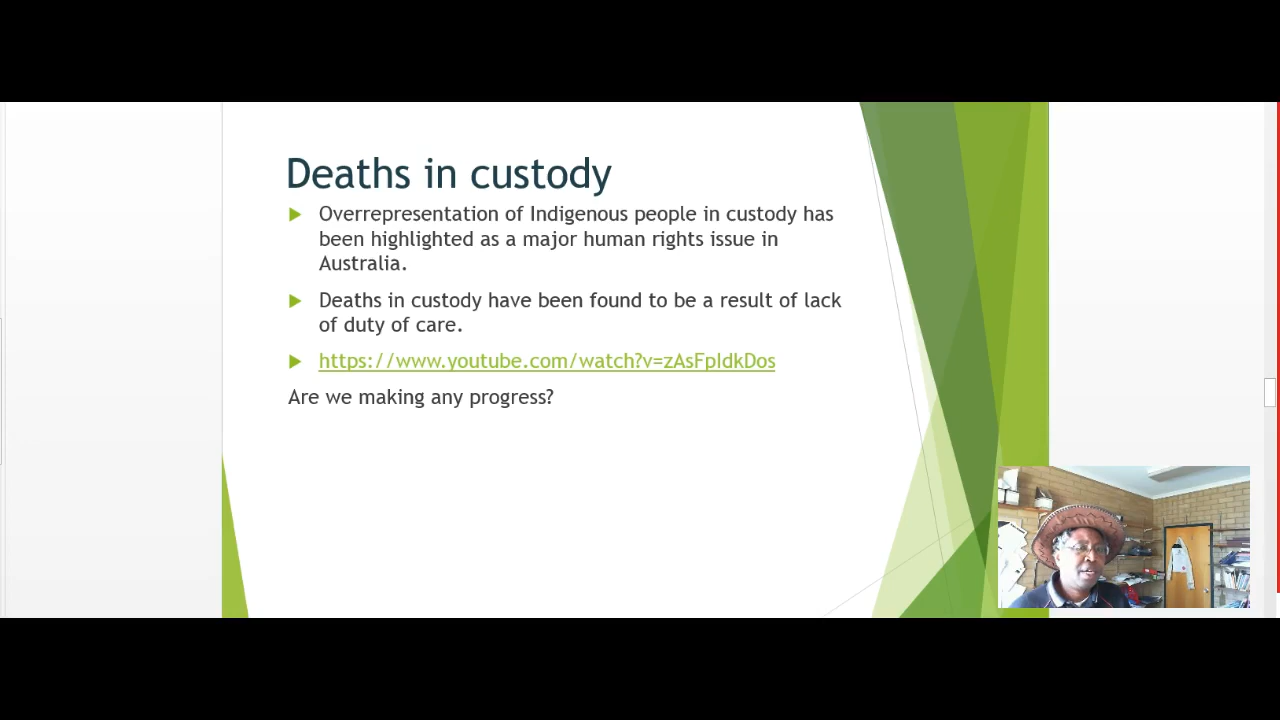 Deaths in custody
Overrepresentation of Indigenous people in custody has
been highlighted as a major human rights issue in
Australia.
Deaths in custody have been found to be a result of lack
of duty of care.
https://www.youtube.com/watch?v=zAsFpIdkDos
Are we making any progress?